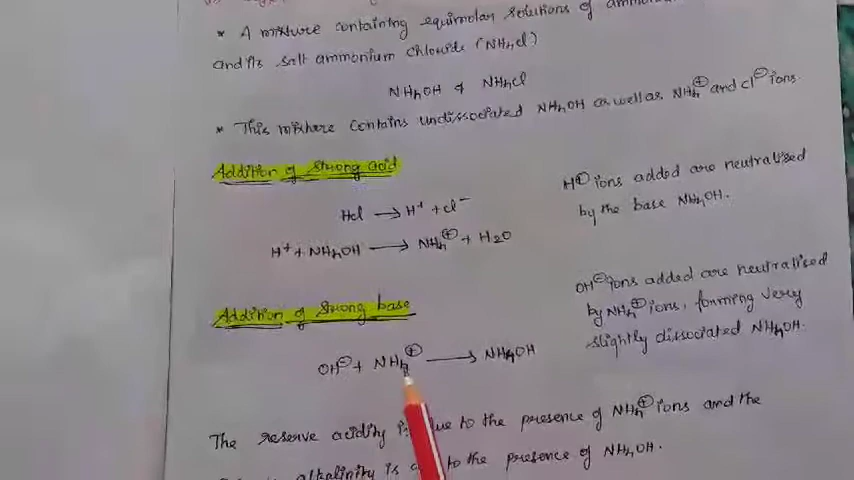 * A mixture containing equimolar solutions of
and its salt ammonium chloride (NH4Cl)
NH4OH & NH4Cl
* This mixture contains undissociated NH4OH as well as NH4⊕ and Cl⊖ ions.
Addition of strong acid
HCl → H+ + Cl−
H+ + NH4OH → NH4⊕ + H2O
H⊕ ions added are neutralised
by the base NH4OH.
Addition of strong base
OH⊖ + NH4⊕ → NH4OH
OH⊖ ions added are neutralised
by NH4⊕ ions, forming very
slightly dissociated NH4OH.
The reserve acidity is due to the presence of NH4⊕ ions and the
alkalinity is to the presence of NH4OH.